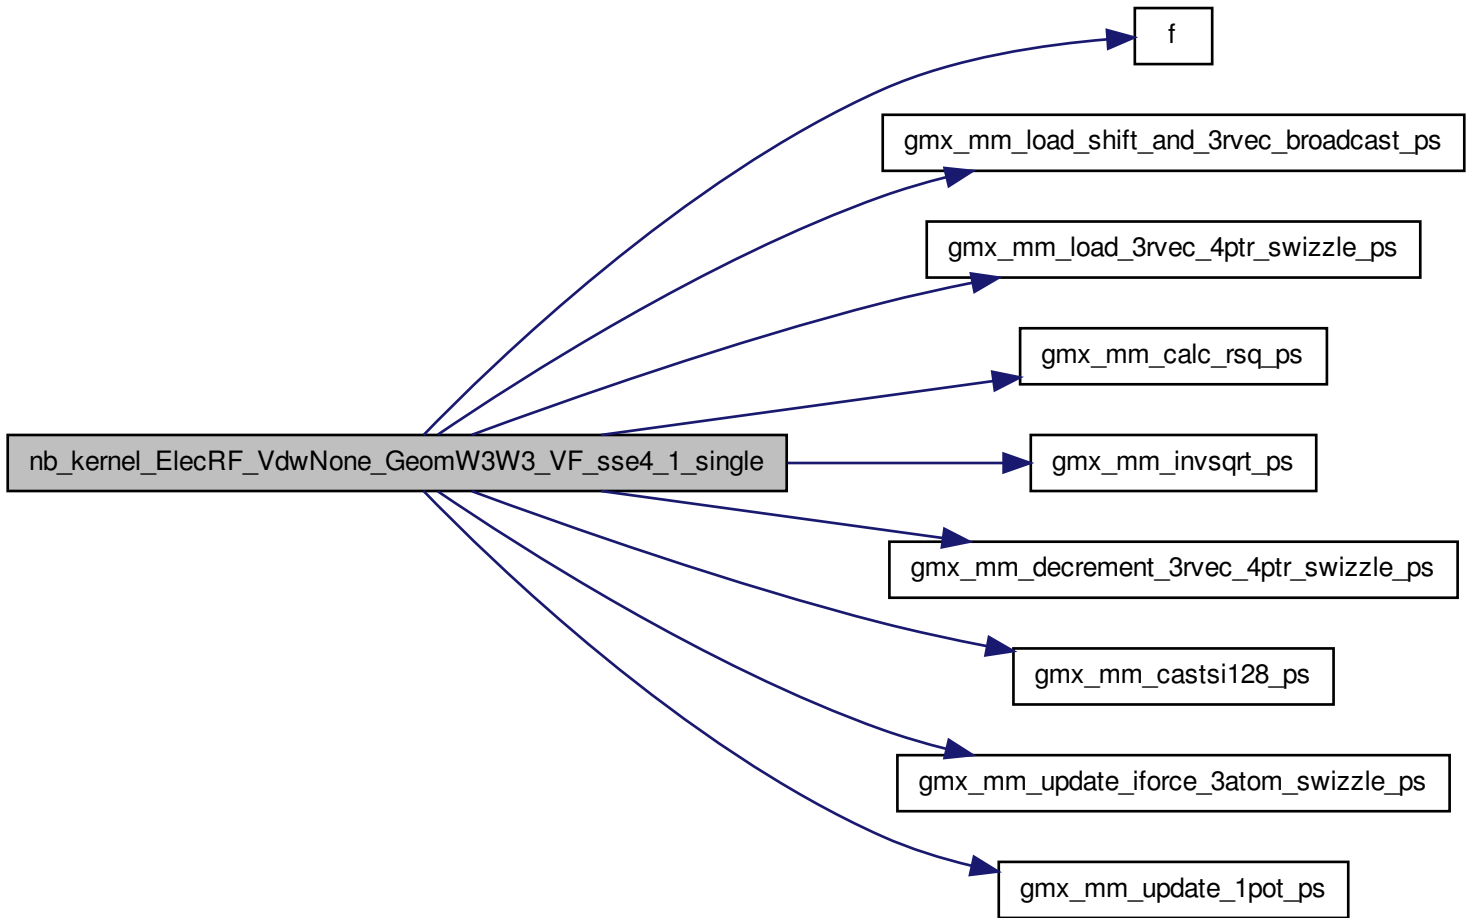 f
gmx_mm_load_shift_and_3rvec_broadcast_ps
gmx_mm_load_3rvec_4ptr_swizzle_ps
gmx_mm_calc_rsq_ps
nb_kernel_ElecRF_VdwNone_GeomW3W3_VF_sse4_1_single
gmx_mm_invsqrt_ps
gmx_mm_decrement_3rvec_4ptr_swizzle_ps
gmx_mm_castsi128_ps
gmx_mm_update_iforce_3atom_swizzle_ps
gmx_mm_update_1pot_ps